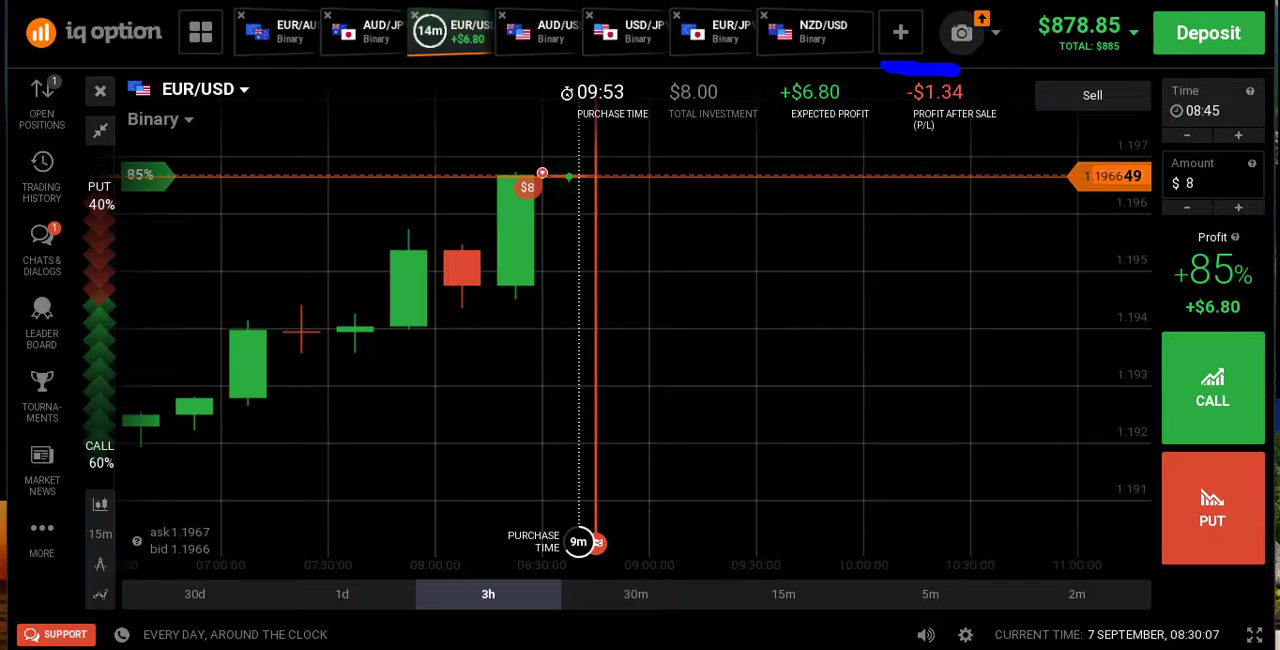 iq option
EUR/AU
Binary
AUD/JP
Binary
14m
EUR/US
+$6.80
AUD/US
Binary
USD/JP
Binary
EUR/JP
Binary
NZD/USD
Binary
$878.85
TOTAL: $885
Deposit
OPEN
POSITIONS
1
TRADING
HISTORY
CHATS &
DIALOGS
1
LEADER
BOARD
TOURNA-
MENTS
MARKET
NEWS
MORE
EUR/USD
Binary
09:53
PURCHASE TIME
$8.00
TOTAL INVESTMENT
+$6.80
EXPECTED PROFIT
-$1.34
PROFIT AFTER SALE
(P/L)
Sell
Time
08:45
-
+
Amount
$ 8
-
+
Profit
+85%
+$6.80
CALL
PUT
85%
PUT
40%
CALL
60%
$8
1.196649
1.197
1.196
1.195
1.194
1.193
1.192
1.191
15m
ask 1.1967
bid 1.1966
PURCHASE
TIME
9m
07:00:00
07:30:00
08:00:00
08:30:00
09:00:00
09:30:00
10:00:00
10:30:00
11:00:00
30d
1d
3h
30m
15m
5m
2m
SUPPORT
EVERY DAY, AROUND THE CLOCK
CURRENT TIME: 7 SEPTEMBER, 08:30:07